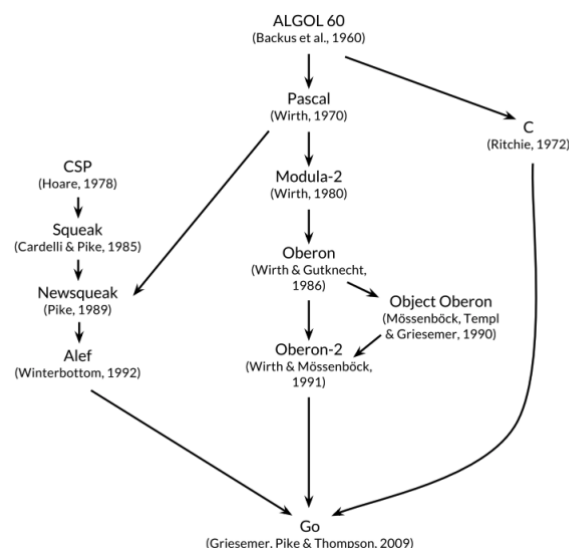 ALGOL 60
(Backus et al., 1960)
Pascal
(Wirth, 1970)
C
(Ritchie, 1972)
CSP
(Hoare, 1978)
Modula-2
(Wirth, 1980)
Squeak
(Cardelli & Pike, 1985)
Oberon
(Wirth & Gutknecht,
1986)
Newsqueak
(Pike, 1989)
Object Oberon
(Mössenböck, Templ
& Griesemer, 1990)
Alef
(Winterbottom, 1992)
Oberon-2
(Wirth & Mössenböck,
1991)
Go
(Griesemer, Pike & Thompson, 2009)